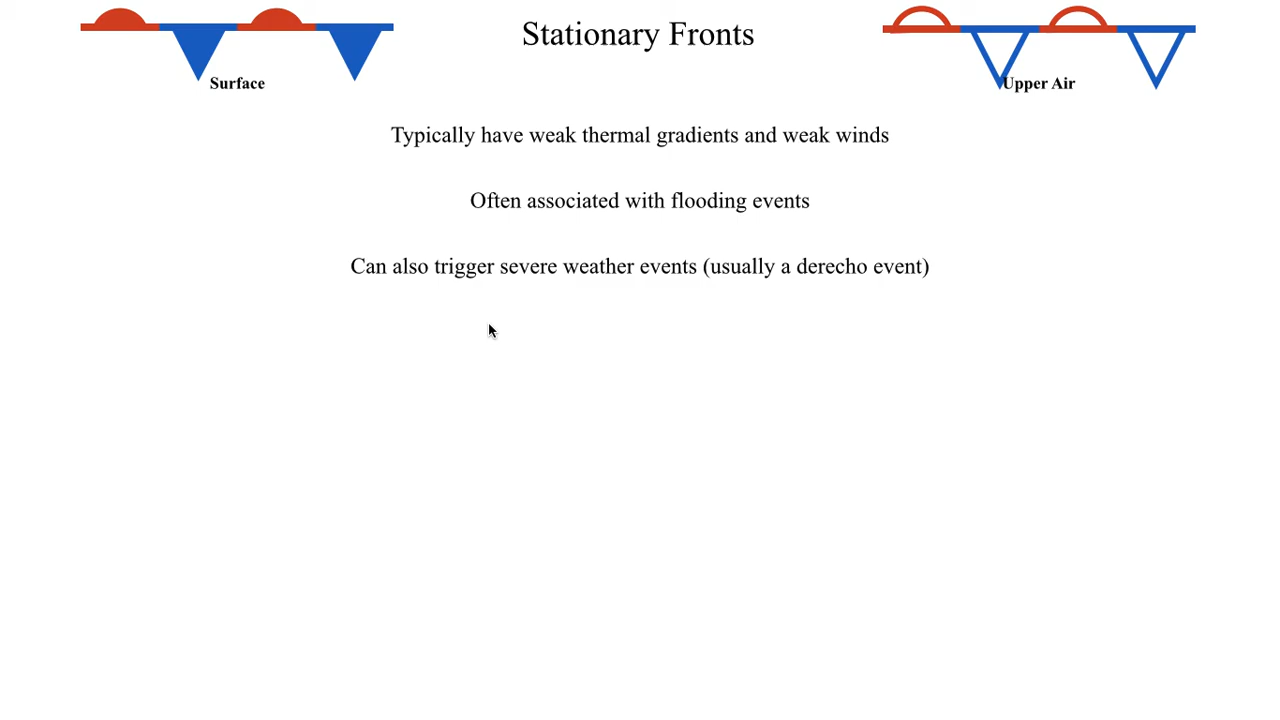 Stationary Fronts
Surface
Upper Air
Typically have weak thermal gradients and weak winds
Often associated with flooding events
Can also trigger severe weather events (usually a derecho event)